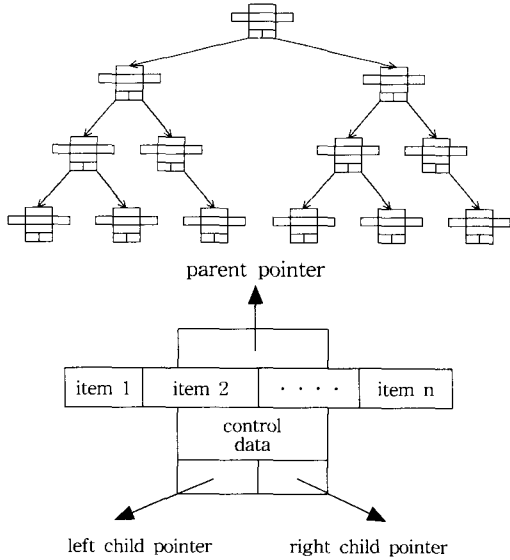 parent pointer
item 1 item 2 · · · · item n
control
data
left child pointer right child pointer